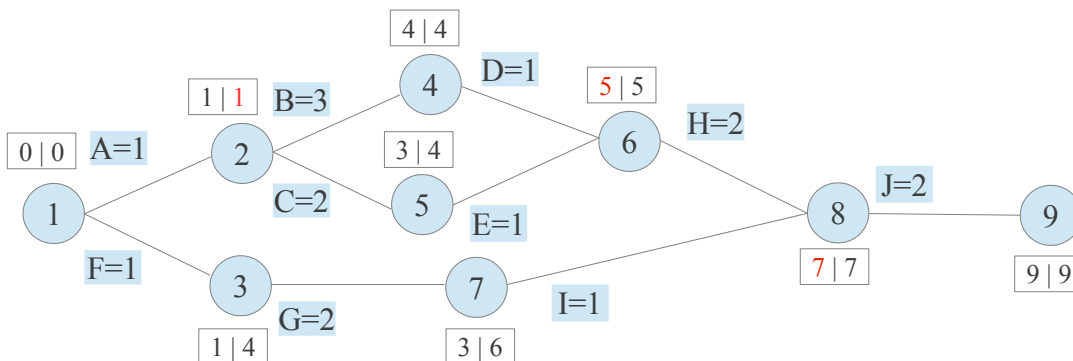 4 | 4
D=1
4
1 | 1
B=3
5 | 5
H=2
0 | 0
A=1
2
3 | 4
6
J=2
1
C=2
5
E=1
8
9
F=1
3
7
7 | 7
9 | 9
G=2
I=1
1 | 4
3 | 6